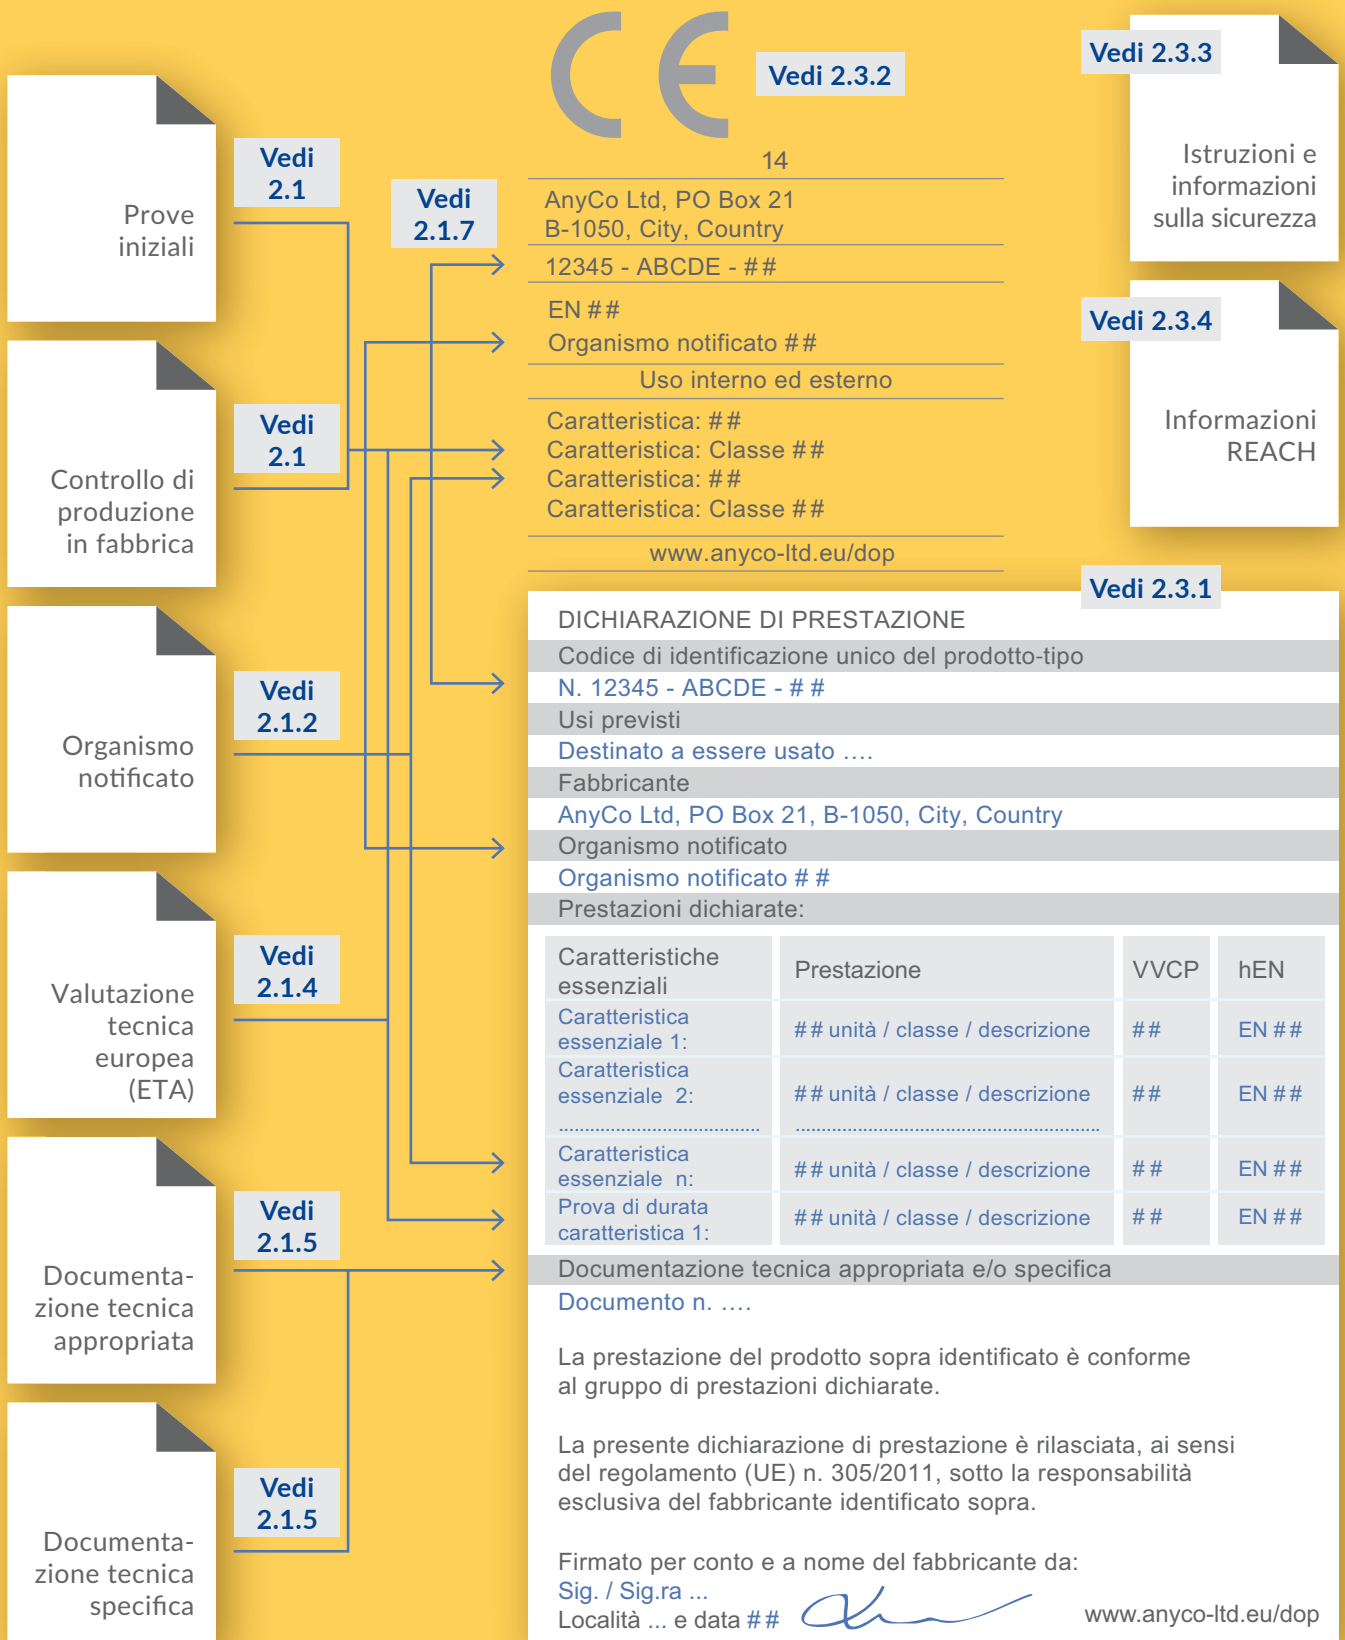 Prove
iniziali
Vedi
2.1
Controllo di
produzione
in fabbrica
Vedi
2.1
Organismo
notificato
Vedi
2.1.2
Valutazione
tecnica
europea
(ETA)
Vedi
2.1.4
Documenta-
zione tecnica
appropriata
Vedi
2.1.5
Documenta-
zione tecnica
specifica
Vedi
2.1.5
Vedi
2.1.7
CE
Vedi 2.3.2
14
AnyCo Ltd, PO Box 21
B-1050, City, Country
12345 - ABCDE - ##
EN ##
Organismo notificato ##
Uso interno ed esterno
Caratteristica: ##
Caratteristica: Classe ##
Caratteristica: ##
Caratteristica: Classe ##
www.anyco-ltd.eu/dop
Vedi 2.3.3
Istruzioni e
informazioni
sulla sicurezza
Vedi 2.3.4
Informazioni
REACH
Vedi 2.3.1
DICHIARAZIONE DI PRESTAZIONE
Codice di identificazione unico del prodotto-tipo
N. 12345 - ABCDE - # #
Usi previsti
Destinato a essere usato ....
Fabbricante
AnyCo Ltd, PO Box 21, B-1050, City, Country
Organismo notificato
Organismo notificato # #
Prestazioni dichiarate:
Caratteristiche
essenziali
Prestazione
VVCP
hEN
Caratteristica
essenziale 1:
## unità / classe / descrizione
##
EN ##
Caratteristica
essenziale 2:
## unità / classe / descrizione
##
EN ##
Caratteristica
essenziale n:
## unità / classe / descrizione
##
EN ##
Prova di durata
caratteristica 1:
## unità / classe / descrizione
##
EN ##
Documentazione tecnica appropriata e/o specifica
Documento n. ....
La prestazione del prodotto sopra identificato è conforme
al gruppo di prestazioni dichiarate.
La presente dichiarazione di prestazione è rilasciata, ai sensi
del regolamento (UE) n. 305/2011, sotto la responsabilità
esclusiva del fabbricante identificato sopra.
Firmato per conto e a nome del fabbricante da:
Sig. / Sig.ra ...
Località ... e data ##
www.anyco-ltd.eu/dop